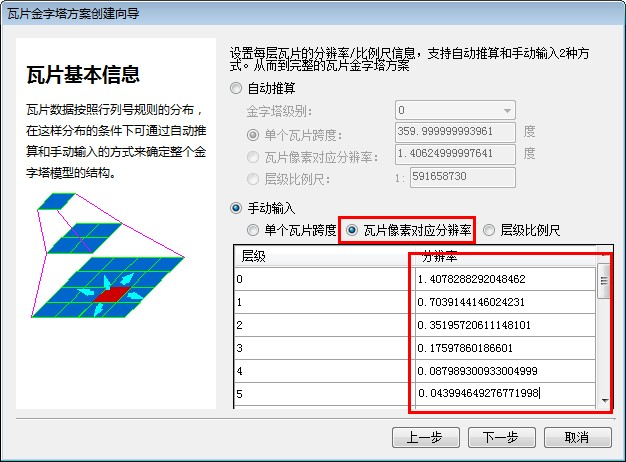 瓦片金字塔方案创建向导
瓦片基本信息
瓦片数据按照行列号规则的分布，
在这样分布的条件下可通过自动推
算和手动输入的方式来确定整个金
字塔模型的结构。
设置每层瓦片的分辨率/比例尺信息，支持自动推算和手动输入2种方
式。从而到完整的瓦片金字塔方案
自动推算
金字塔级别： 0
单个瓦片跨度： 359.999999993961 度
瓦片像素对应分辨率： 1.40624999997641 度
层级比例尺： 1: 591658730
手动输入
单个瓦片跨度 瓦片像素对应分辨率 层级比例尺
层级 分辨率
0 1.4078288292048462
1 0.7039144146024231
2 0.35195720611148101
3 0.17597860186601
4 0.087989300933004999
5 0.043994649276771998
上一步 下一步 取消